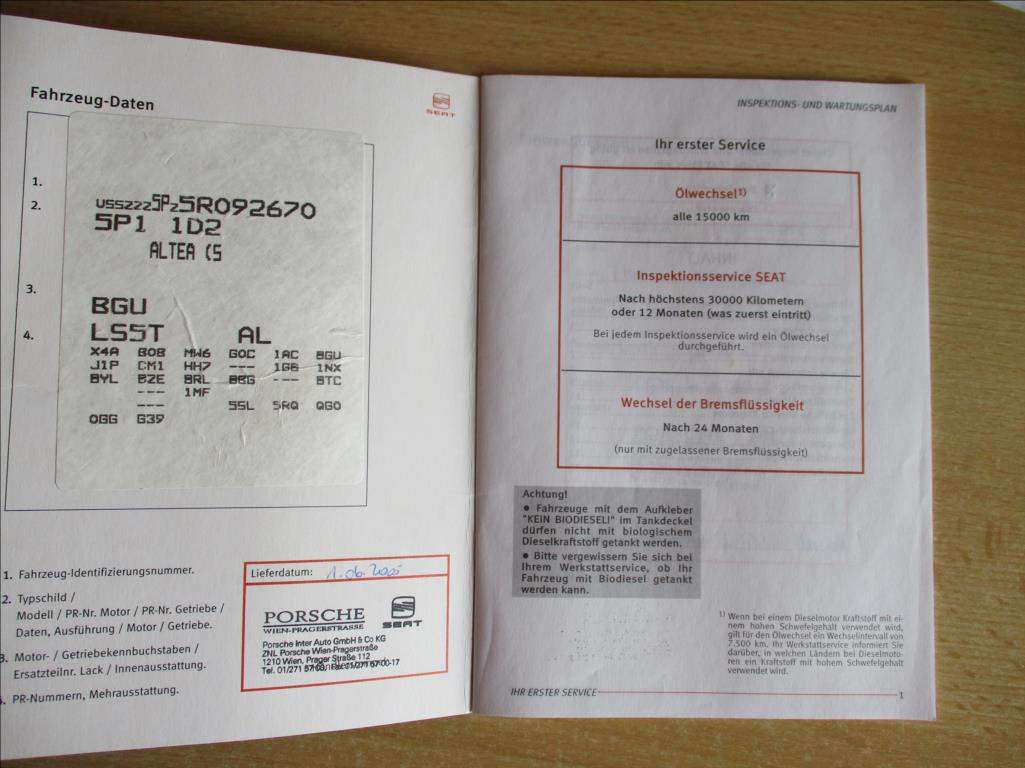 Fahrzeug-Daten
SEAT
1.
2.
3.
4.
USSZZZ5PZ5R092670
5P1 1D2
ALTEA (5
BGU
LS5T AL
X4A B0B MW6 G0C 1AC BGU
J1P CM1 HH7 --- 1G8 1NX
BYL BZE BRL BBG --- BTC
--- 1MF
--- 5SL 5RQ QG0
0GG G39
1. Fahrzeug-Identifizierungsnummer.
2. Typschild /
Modell / PR-Nr. Motor / PR-Nr. Getriebe /
Daten, Ausführung / Motor / Getriebe.
3. Motor- / Getriebekennbuchstaben /
Ersatzteilnr. Lack / Innenausstattung.
. PR-Nummern, Mehrausstattung.
Lieferdatum: 1.06.2005
PORSCHE
WIEN-PRAGERSTRASSE
SEAT
Porsche Inter Auto GmbH & Co KG
ZNL Porsche Wien-Pragerstraße
1210 Wien, Prager Straße 112
Tel. 01/271
INSPEKTIONS- UND WARTUNGSPLAN
Ihr erster Service
Ölwechsel1)
alle 15000 km
Inspektionsservice SEAT
Nach höchstens 30000 Kilometern
oder 12 Monaten (was zuerst eintritt)
Bei jedem Inspektionsservice wird ein Ölwechsel
durchgeführt.
Wechsel der Bremsflüssigkeit
Nach 24 Monaten
(nur mit zugelassener Bremsflüssigkeit)
Achtung!
● Fahrzeuge mit dem Aufkleber
"KEIN BIODIESEL!" im Tankdeckel
dürfen nicht mit biologischem
Dieselkraftstoff getankt werden.
● Bitte vergewissern Sie sich bei
Ihrem Werkstattservice, ob Ihr
Fahrzeug mit Biodiesel getankt
werden kann.
1) Wenn bei einem Dieselmotor Kraftstoff mit ei-
nem hohen Schwefelgehalt verwendet wird,
gilt für den Ölwechsel ein Wechselintervall von
7.500 km. Ihr Werkstattservice informiert Sie
darüber, in welchen Ländern bei Dieselmoto-
ren ein Kraftstoff mit hohem Schwefelgehalt
verwendet wird.
IHR ERSTER SERVICE 1